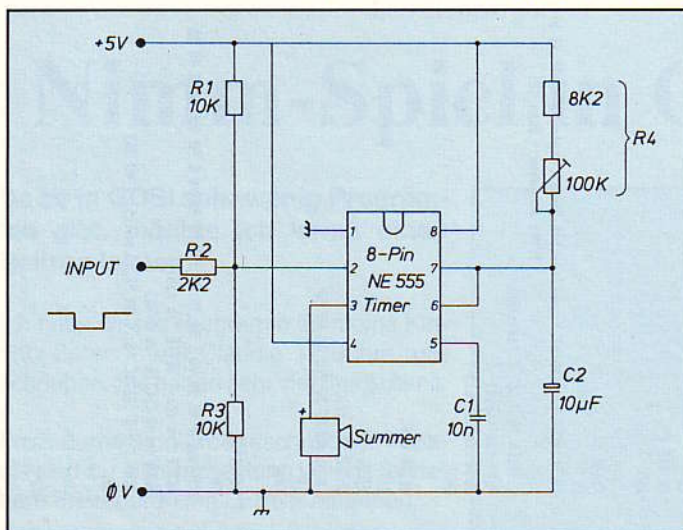 +5V
R1
10K
8K2
R4
100K
1
8
8-Pin
R2
INPUT
2
7
NE 555
2K2
3
Timer
6
4
5
C2
10µF
C1
10n
+
Summer
R3
10K
ϕV